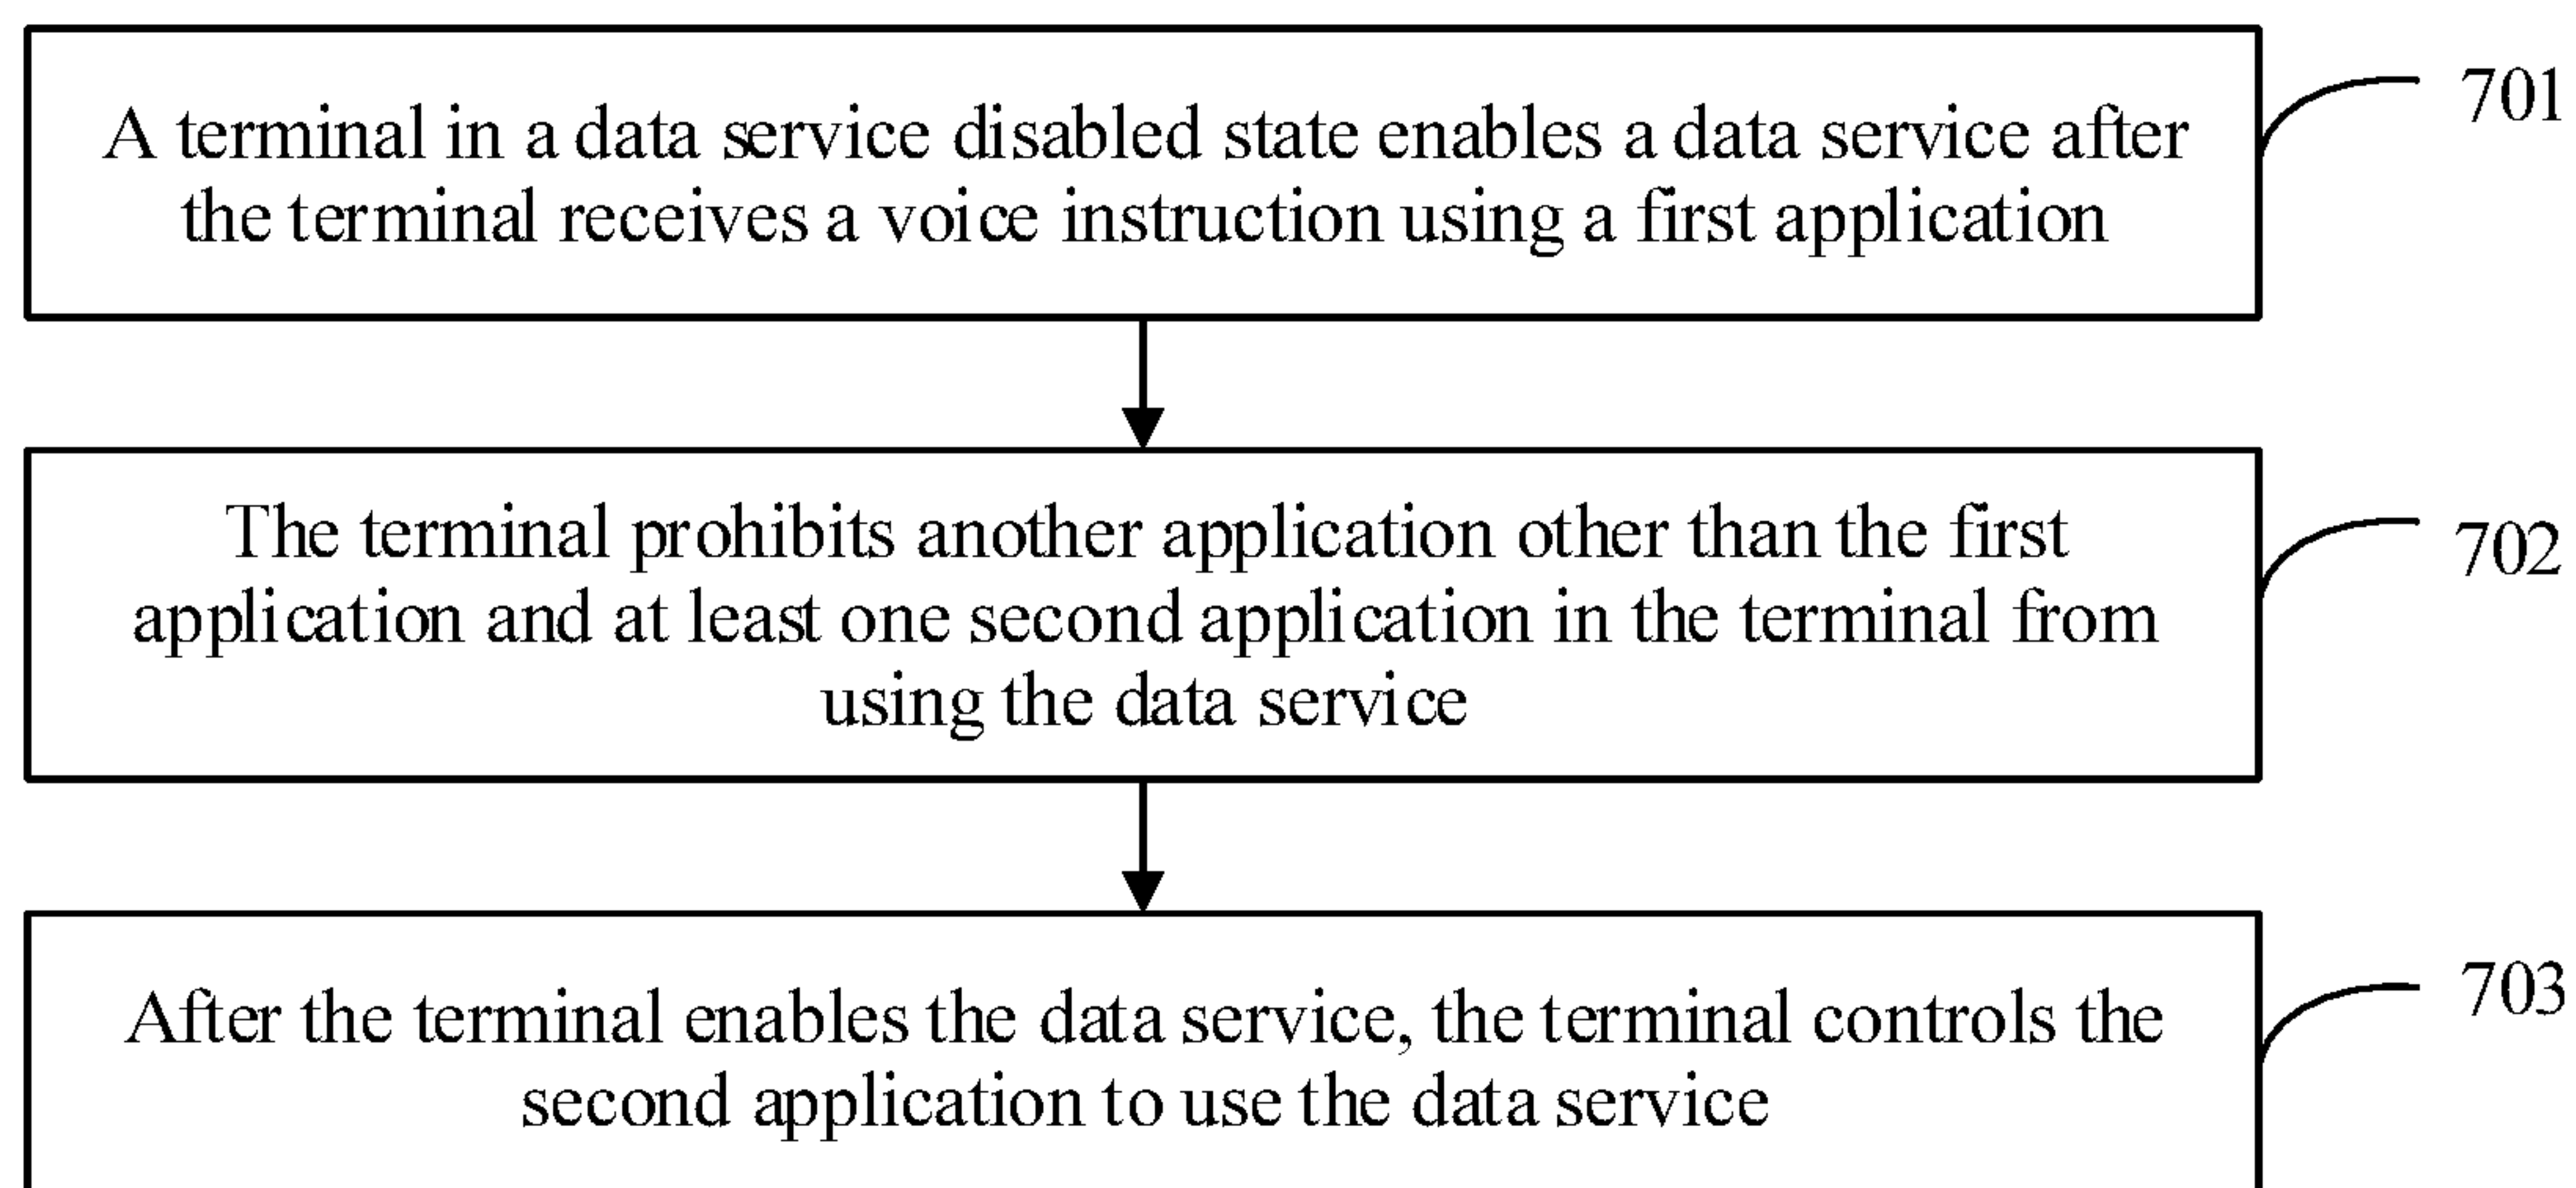 A terminal in a data service disabled state enables a data service after
the terminal receives a voice instruction using a first application
701
The terminal prohibits another application other than the first
application and at least one second application in the terminal from
using the data service
702
After the terminal enables the data service, the terminal controls the
second application to use the data service
703